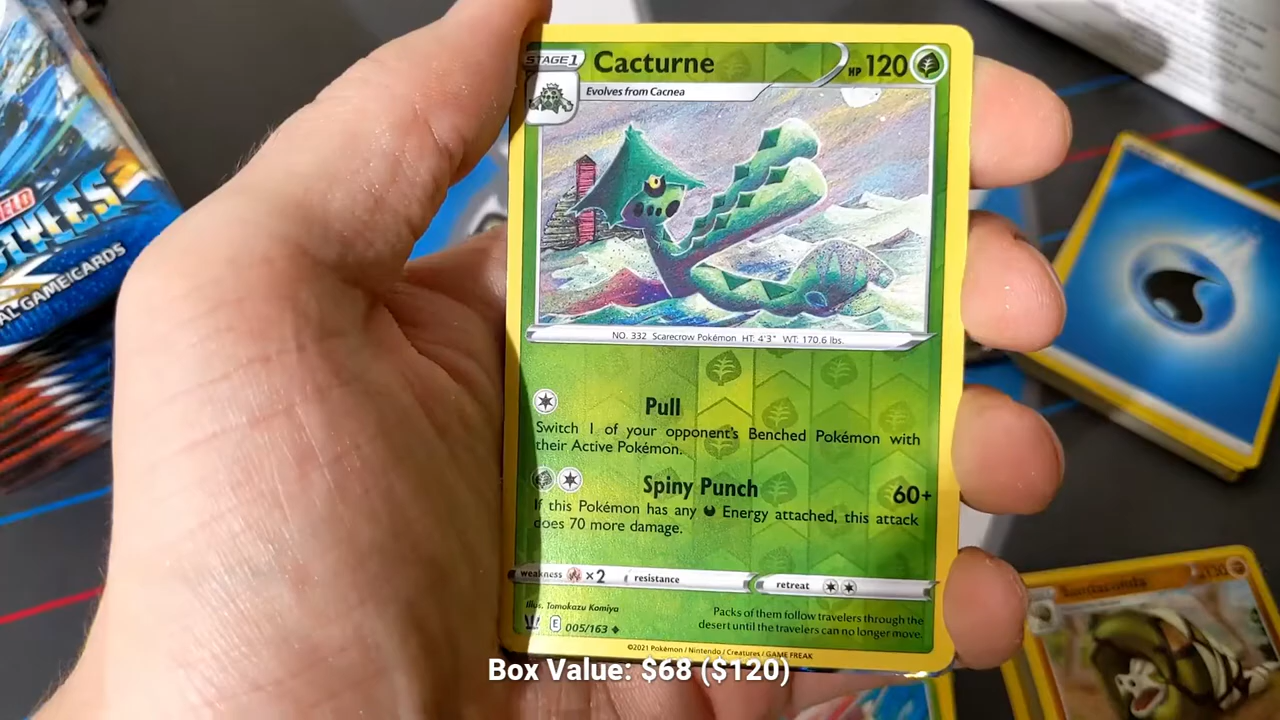 STAGE 1
Cacturne
HP 120
Evolves from Cacnea
NO. 332 Scarecrow Pokémon HT: 4'3" WT: 170.6 lbs.
Pull
Switch 1 of your opponent's Benched Pokémon with
their Active Pokémon.
Spiny Punch
60+
If this Pokémon has any Energy attached, this attack
does 70 more damage.
weakness ×2 resistance retreat
Illus. Tomokazu Komiya
E 005/163
Packs of them follow travelers through the
desert until the travelers can no longer move.
©2021 Pokémon / Nintendo / Creatures / GAME FREAK
Box Value: $68 ($120)
STYLES
GAME CARDS